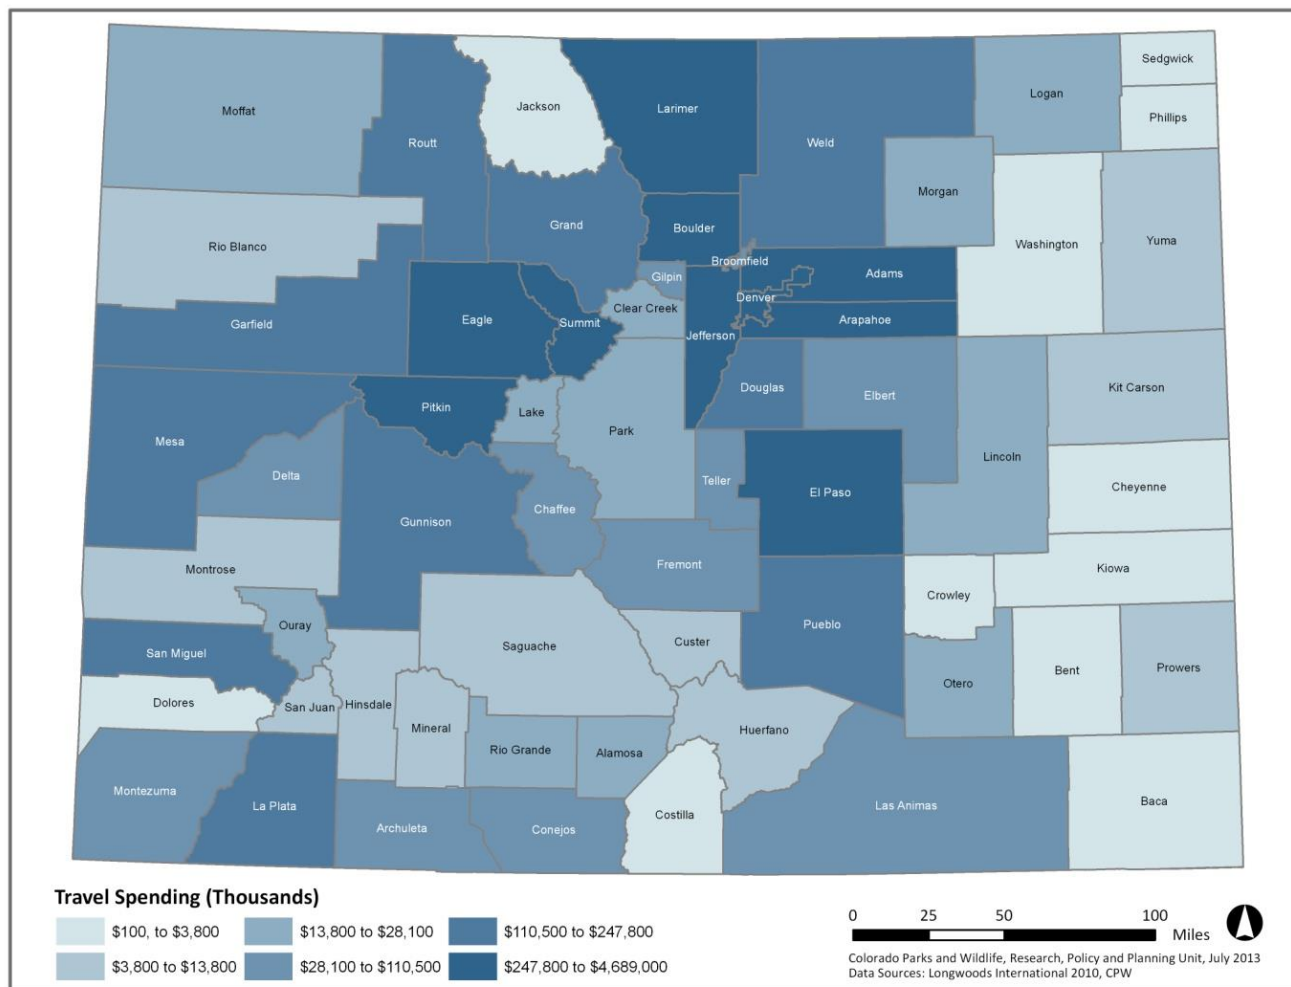 Sedgwick
Logan
Jackson
Larimer
Moffat
Phillips
Routt
Weld
Morgan
Grand
Boulder
Rio Blanco
Washington
Yuma
Broomfield
Gilpin
Adams
Denver
Clear Creek
Garfield
Eagle
Summit
Arapahoe
Jefferson
Douglas
Kit Carson
Elbert
Pitkin
Lake
Mesa
Park
Lincoln
Delta
Teller
Cheyenne
El Paso
Chaffee
Gunnison
Fremont
Montrose
Kiowa
Crowley
Ouray
Pueblo
Saguache
Custer
San Miguel
Bent
Prowers
Otero
Dolores
San Juan
Hinsdale
Mineral
Huerfano
Rio Grande
Alamosa
Montezuma
La Plata
Las Animas
Baca
Costilla
Archuleta
Conejos
Travel Spending (Thousands)
$100, to $3,800
$13,800 to $28,100
$110,500 to $247,800
$3,800 to $13,800
$28,100 to $110,500
$247,800 to $4,689,000
0 25 50 100
Miles
Colorado Parks and Wildlife, Research, Policy and Planning Unit, July 2013
Data Sources: Longwoods International 2010, CPW